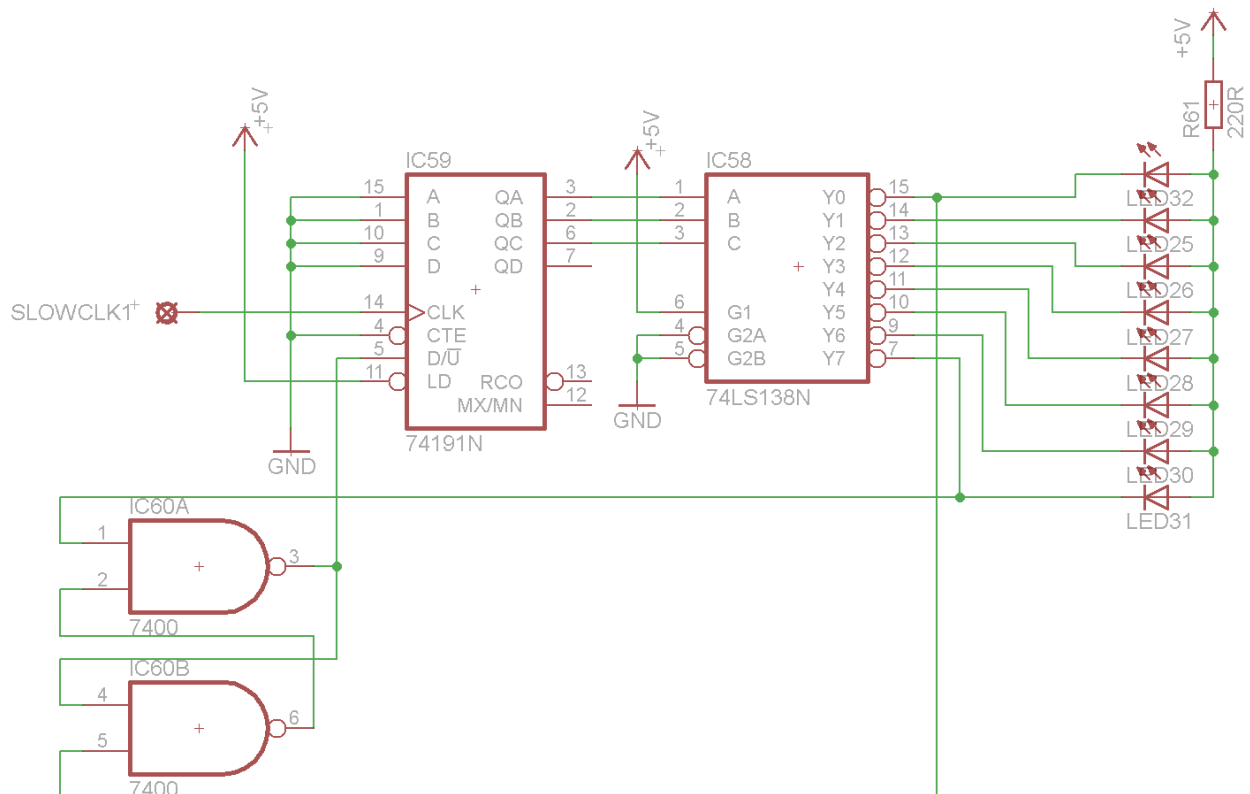 +5V
+5V
+5V
R61
220R
IC59
15 A QA 3
1 B QB 2
10 C QC 6
9 D QD 7
14 CLK
4 CTE
5 D/U̅
11 LD RCO 13
MX/MN 12
74191N
SLOWCLK1
GND
IC58
1 A Y0 15
2 B Y1 14
3 C Y2 13
Y3 12
Y4 11
6 G1 Y5 10
4 G2A Y6 9
5 G2B Y7 7
74LS138N
GND
LED32
LED25
LED26
LED27
LED28
LED29
LED30
LED31
IC60A
1
2
3
7400
IC60B
4
5
6
7400